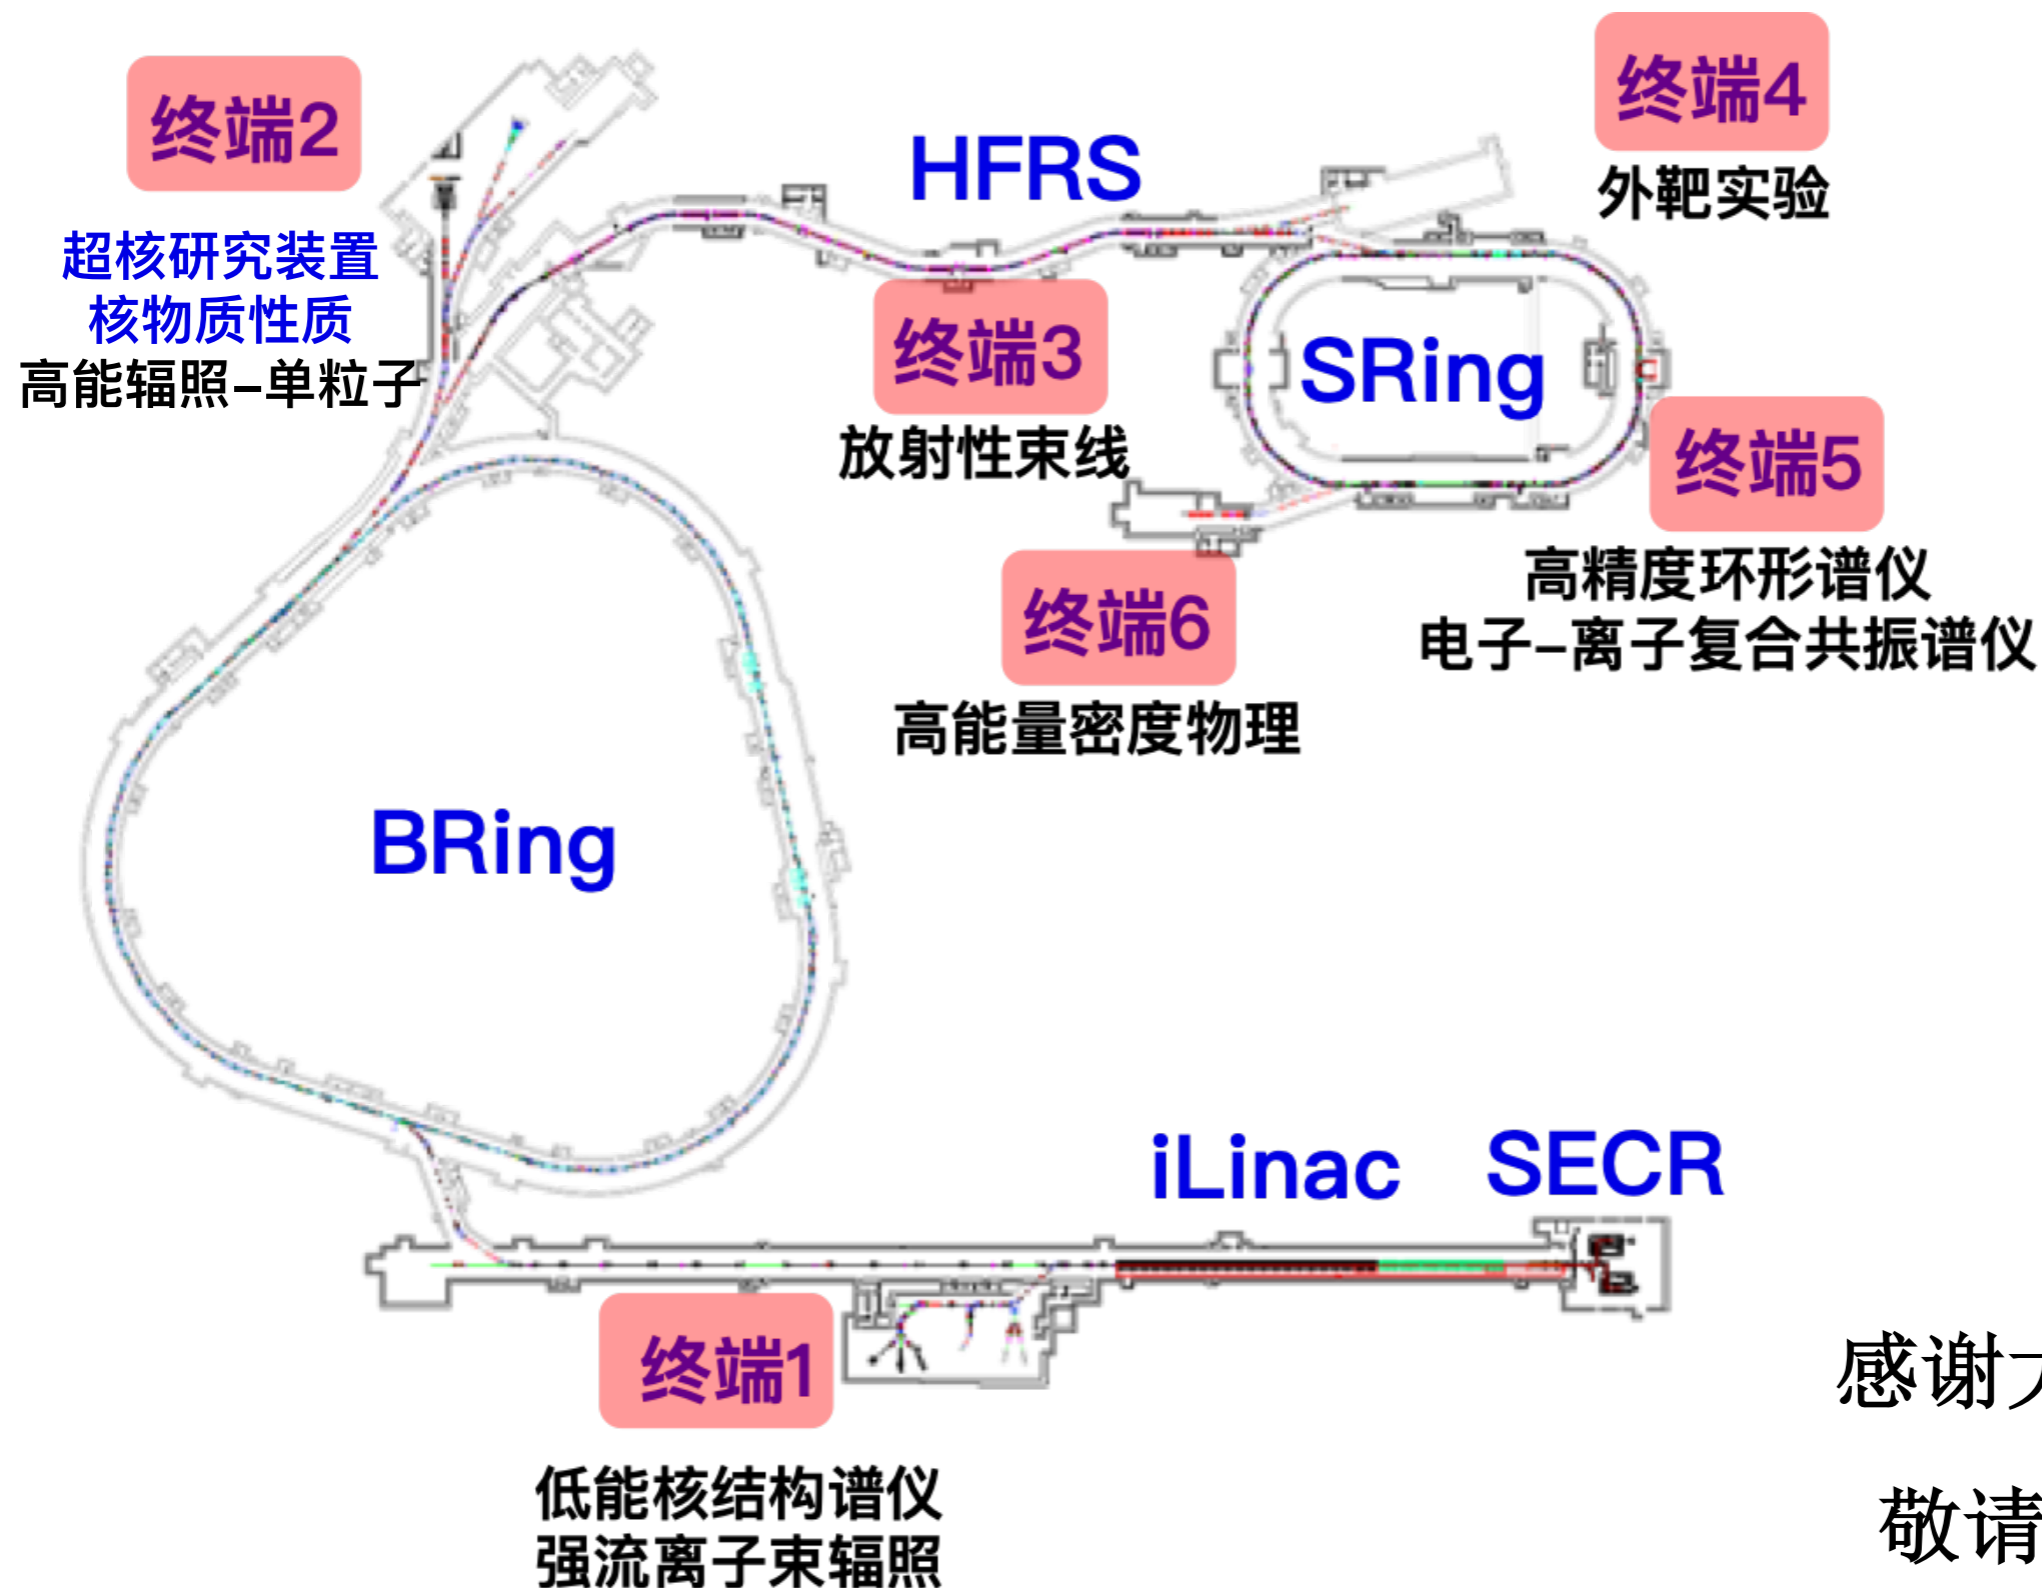 终端2
超核研究装置
核物质性质
高能辐照–单粒子
HFRS
终端4
外靶实验
终端3
放射性束线
SRing
终端5
高精度环形谱仪
电子–离子复合共振谱仪
终端6
高能量密度物理
BRing
iLinac
SECR
终端1
低能核结构谱仪
强流离子束辐照
感谢
敬请